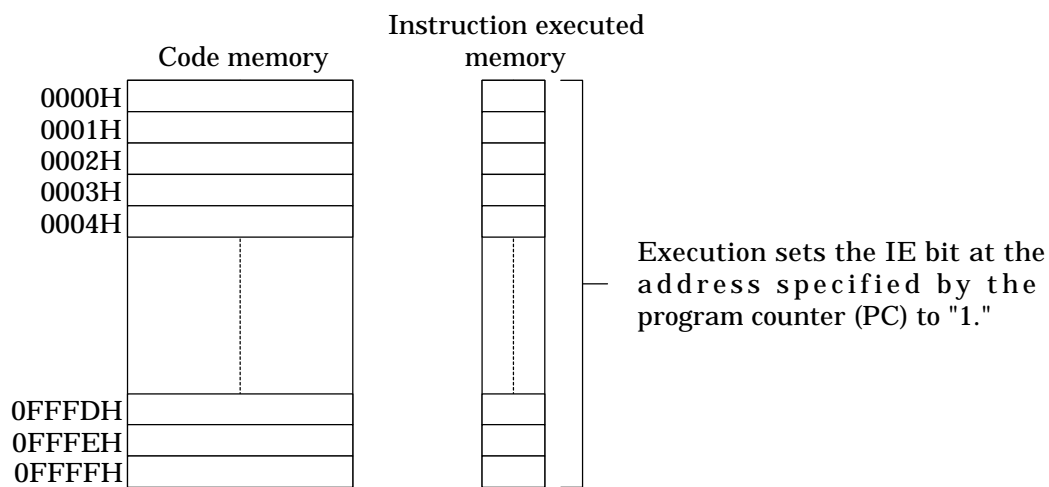 Instruction executed
Code memory memory
0000H
0001H
0002H
0003H
0004H
Execution sets the IE bit at the
address specified by the
program counter (PC) to "1."
0FFFDH
0FFFEH
0FFFFH